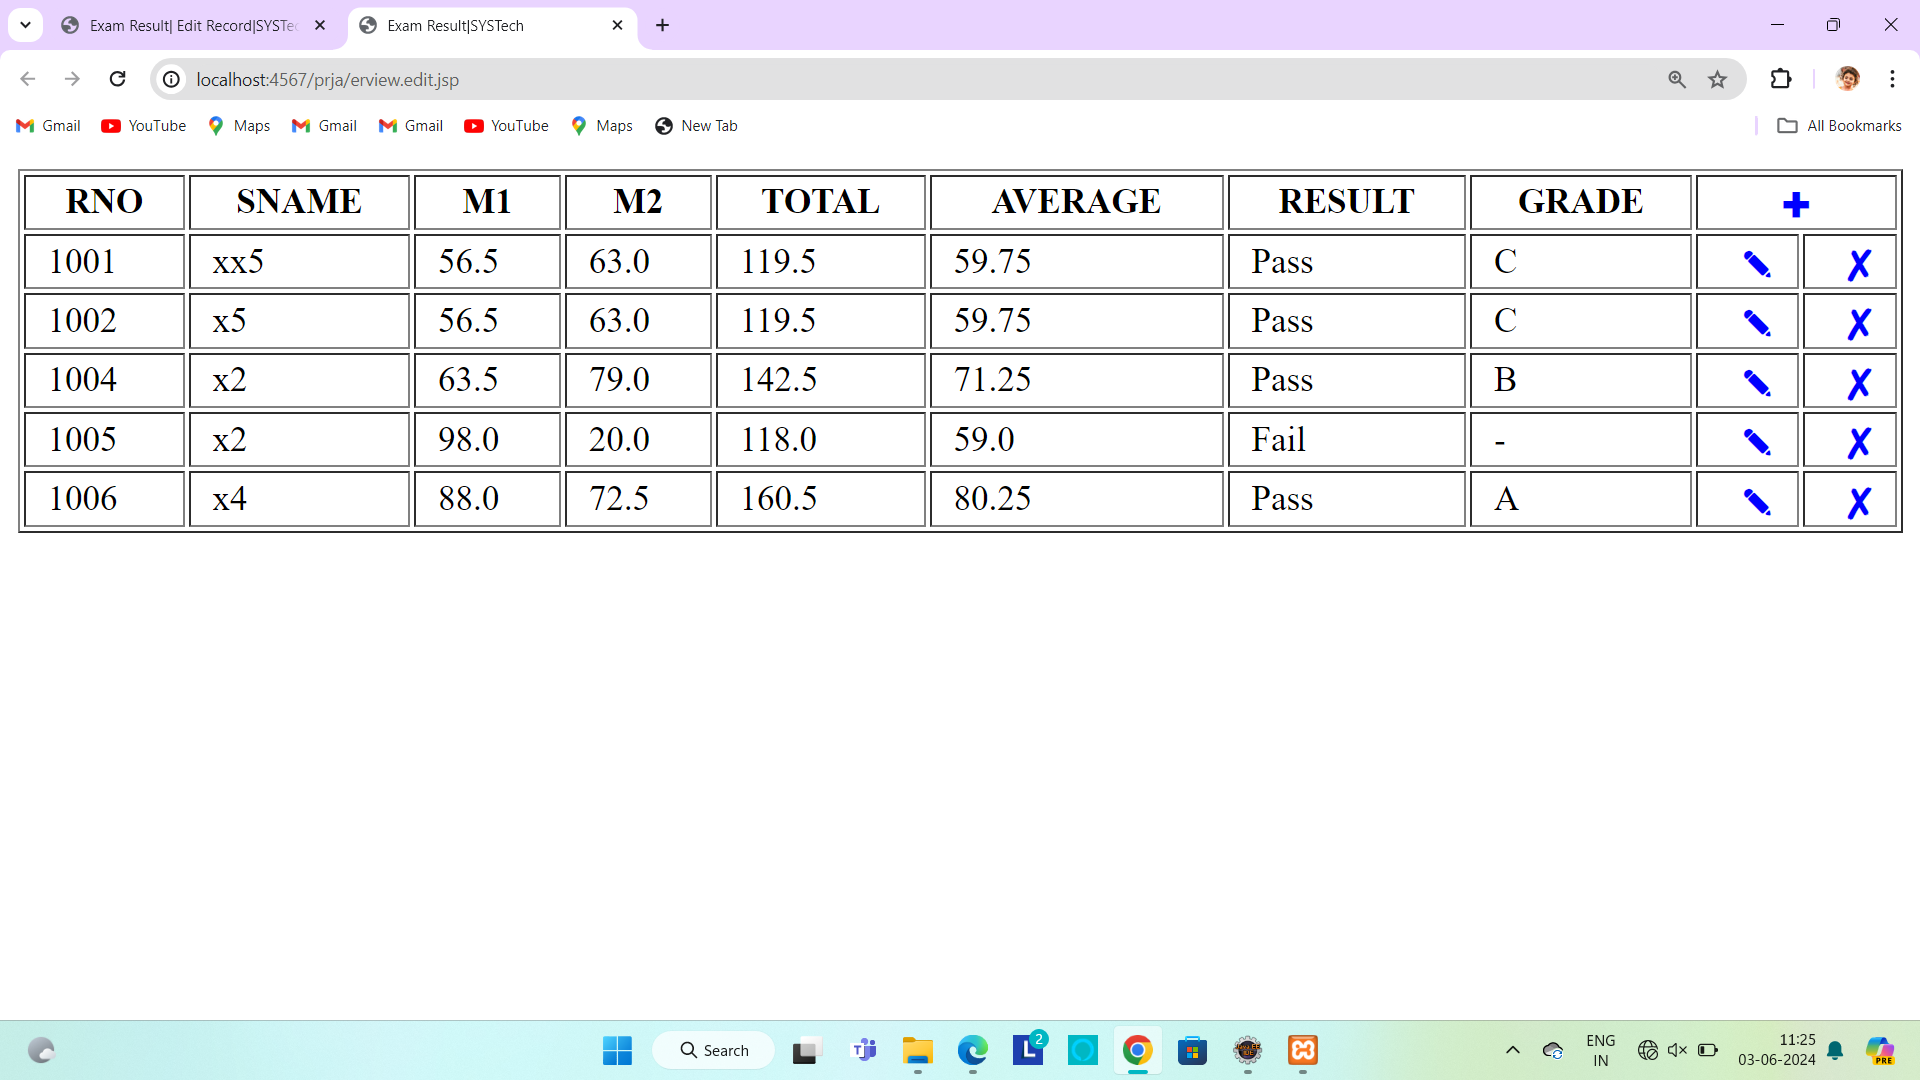 Exam Result| Edit Record|SYSTec
Exam Result|SYSTech
localhost:4567/prja/erview.edit.jsp
Gmail YouTube Maps Gmail Gmail YouTube Maps New Tab All Bookmarks
RNO SNAME M1 M2 TOTAL AVERAGE RESULT GRADE
1001 xx5 56.5 63.0 119.5 59.75 Pass C
1002 x5 56.5 63.0 119.5 59.75 Pass C
1004 x2 63.5 79.0 142.5 71.25 Pass B
1005 x2 98.0 20.0 118.0 59.0 Fail -
1006 x4 88.0 72.5 160.5 80.25 Pass A
Search
2
ENG
IN
11:25
03-06-2024
PRE